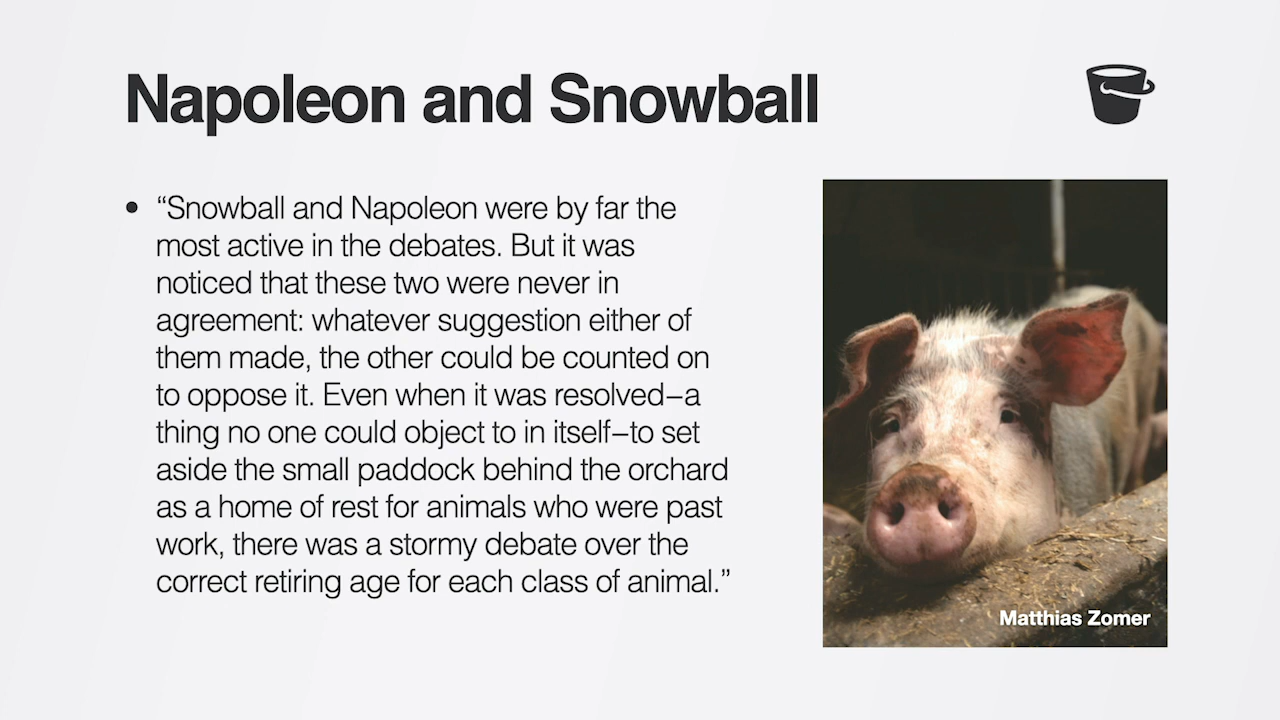 Napoleon and Snowball
• “Snowball and Napoleon were by far the
most active in the debates. But it was
noticed that these two were never in
agreement: whatever suggestion either of
them made, the other could be counted on
to oppose it. Even when it was resolved–a
thing no one could object to in itself–to set
aside the small paddock behind the orchard
as a home of rest for animals who were past
work, there was a stormy debate over the
correct retiring age for each class of animal.”
Matthias Zomer